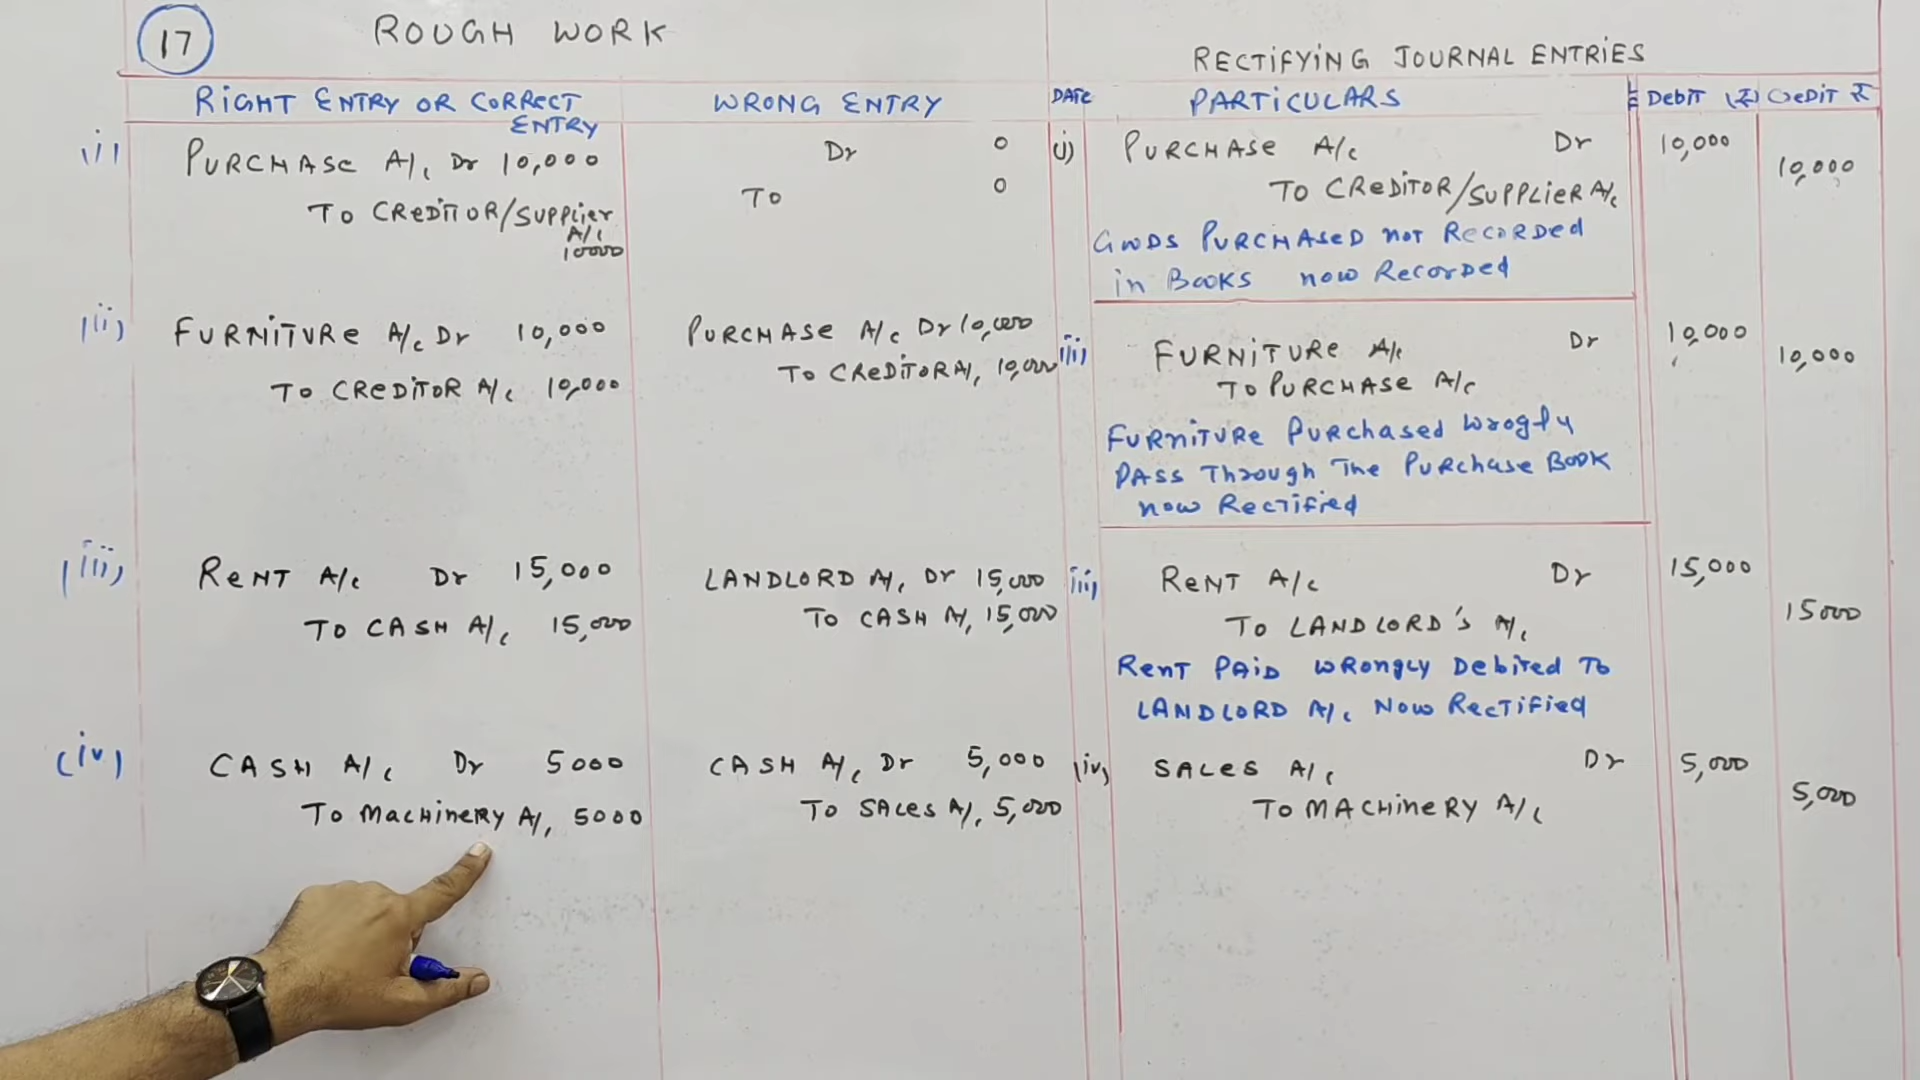 17
ROUGH WORK
RECTIFYING JOURNAL ENTRIES
RIGHT ENTRY OR CORRECT ENTRY
WRONG ENTRY
DATE
PARTICULARS
Debit (₹)
Credit ₹
i)
PURCHASE A/c Dr 10,000
TO CREDITOR/SUPPLIER
A/c
10000
Dr 0
TO 0
i)
PURCHASE A/c Dr 10,000
TO CREDITOR/SUPPLIER A/c 10,000
GOODS PURCHASED NOT RECORDED
in BOOKS now Recorded
ii)
FURNITURE A/c Dr 10,000
TO CREDITOR A/c 10,000
PURCHASE A/c Dr 10,000
TO CREDITOR A/c 10,000
ii)
FURNITURE A/c Dr 10,000
TO PURCHASE A/c 10,000
FURNITURE PURCHASED Wrogly
PASS THROUGH THE PURCHASE BOOK
now Rectified
iii)
RENT A/c Dr 15,000
TO CASH A/c 15,000
LANDLORD A/c Dr 15,000
TO CASH A/c 15,000
iii)
RENT A/c Dr 15,000
TO LANDLORD'S A/c 15000
RENT PAID WRONGLY DEBITED TO
LANDLORD A/c NOW RECTIFIED
(iv)
CASH A/c Dr 5000
TO MACHINERY A/c 5000
CASH A/c Dr 5,000
TO SALES A/c 5,000
(iv)
SALES A/c Dr 5,000
TO MACHINERY A/c 5,000